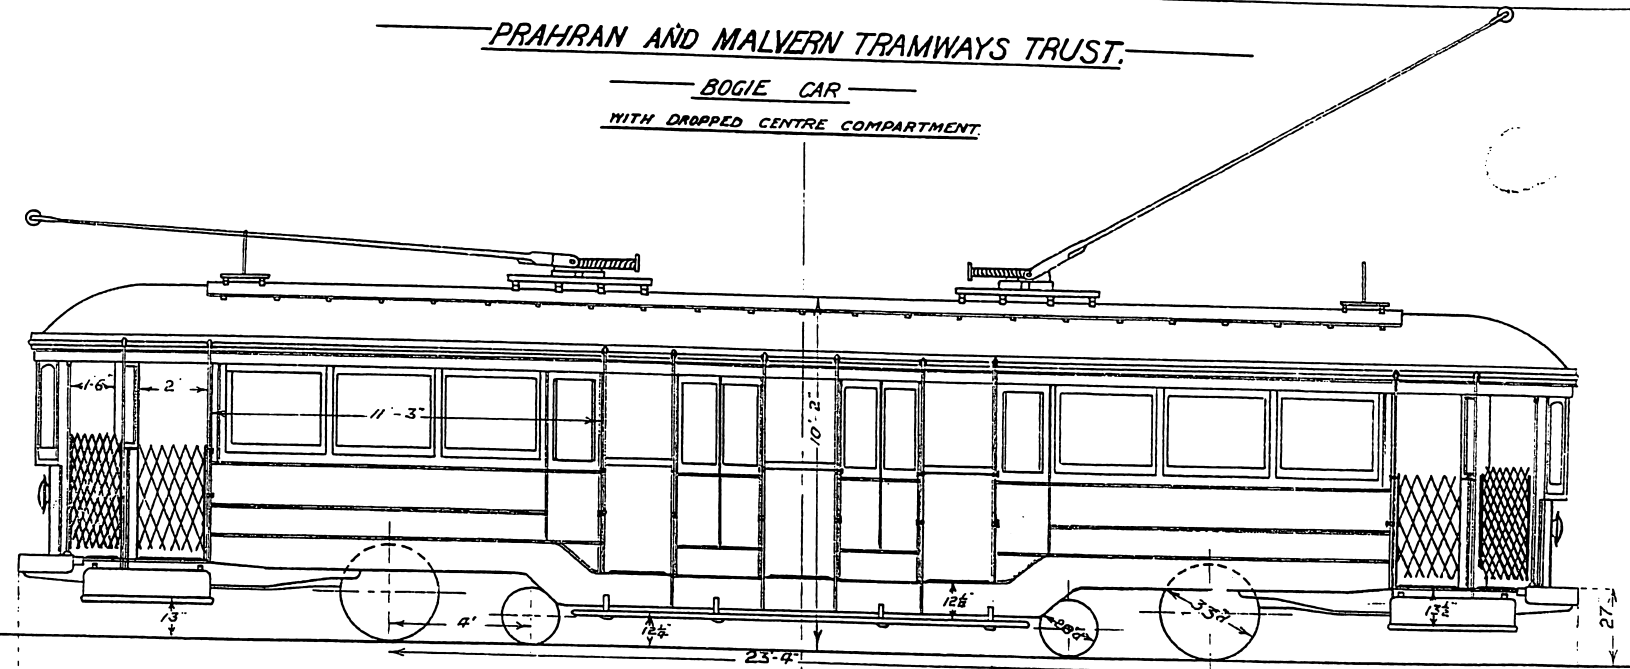 PRAHRAN AND MALVERN TRAMWAYS TRUST.
BOGIE CAR
WITH DROPPED CENTRE COMPARTMENT.
1'-6"
2'
11'-3"
10'-2"
12⅛"
13"
4'
12¼"
33"d
13½"
27"
23'-4"